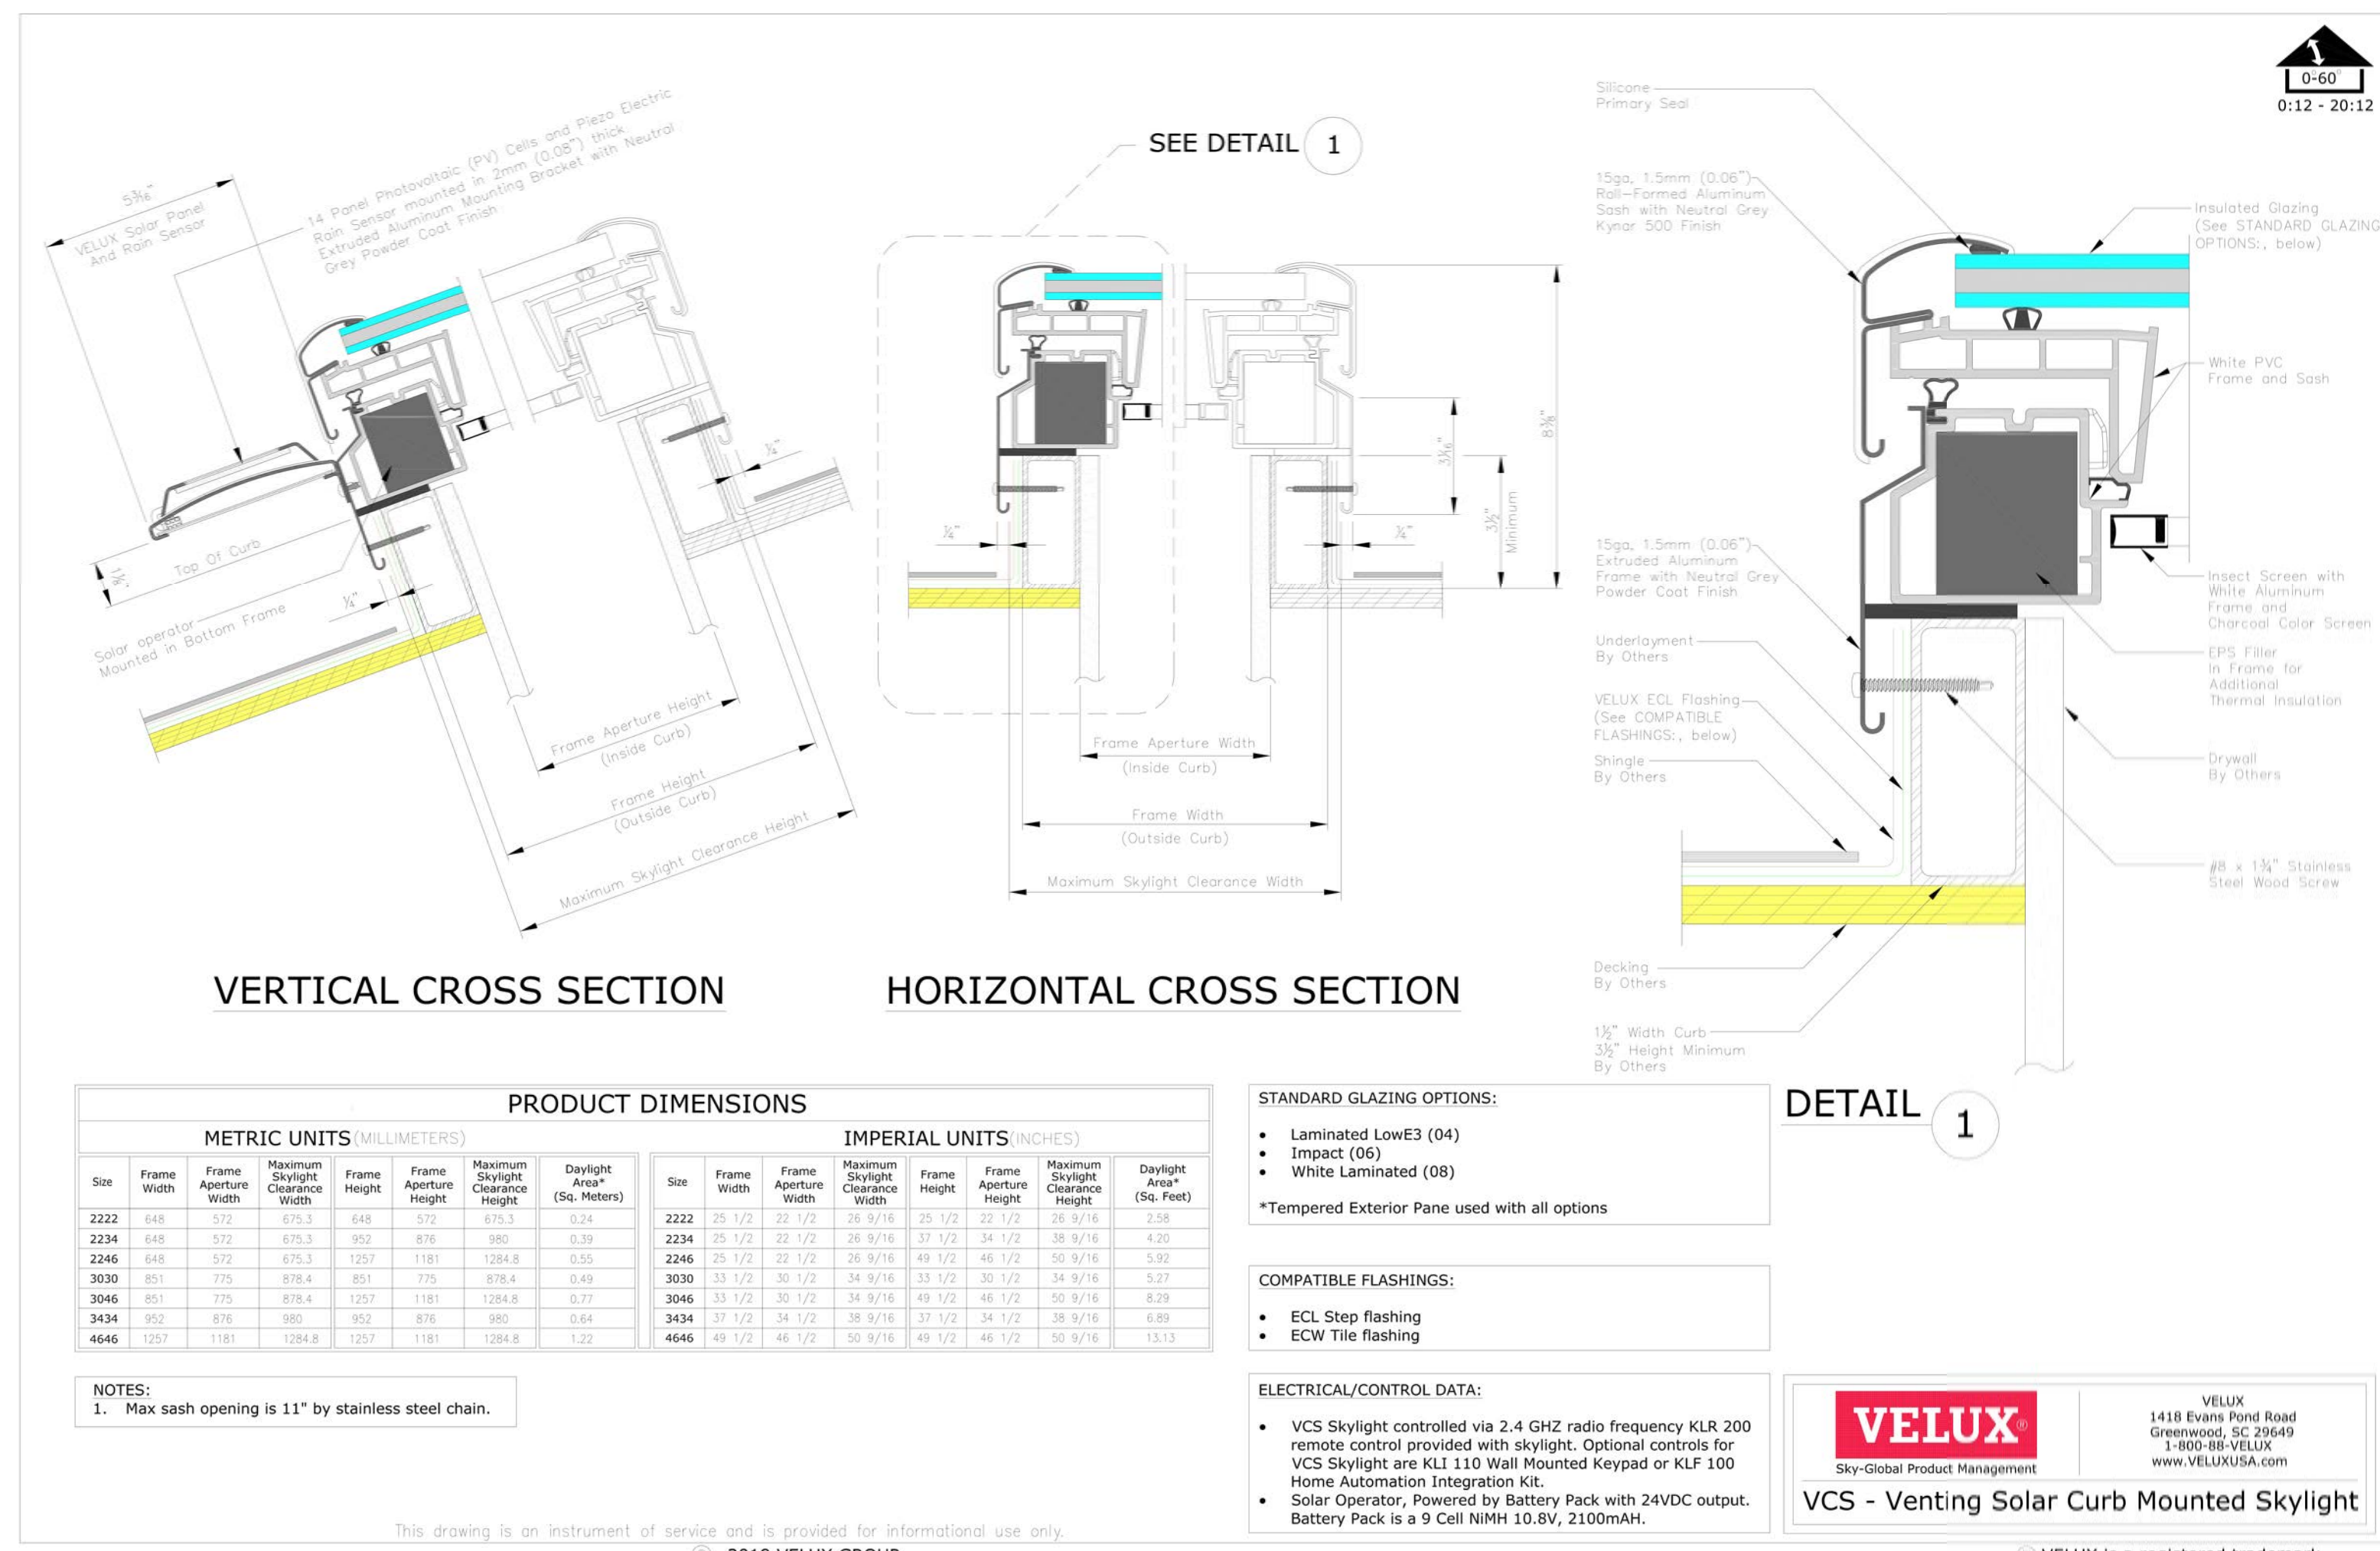 0-60°
0:12 - 20:12
5 3/16"
VELUX Solar Panel
And Rain Sensor
14 Panel Photovoltaic (PV) Cells and Piezo Electric
Rain Sensor mounted in 2mm (0.08") thick
Extruded Aluminum Mounting Bracket with Neutral
Grey Powder Coat Finish
1/4"
Top Of Curb
1 1/8"
Solar operator
Mounted in Bottom Frame
1/4"
Frame Aperture Height
(Inside Curb)
Frame Height
(Outside Curb)
Maximum Skylight Clearance Height
VERTICAL CROSS SECTION
SEE DETAIL 1
1/4"
1/4"
3 1/2"
Minimum
Frame Aperture Width
(Inside Curb)
Frame Width
(Outside Curb)
Maximum Skylight Clearance Width
HORIZONTAL CROSS SECTION
Silicone
Primary Seal
15ga, 1.5mm (0.06")
Roll-Formed Aluminum
Sash with Neutral Grey
Kynar 500 Finish
15ga, 1.5mm (0.06")
Extruded Aluminum
Frame with Neutral Grey
Powder Coat Finish
Underlayment
By Others
VELUX ECL Flashing
(See COMPATIBLE
FLASHINGS:, below)
Shingle
By Others
Decking
By Others
1½" Width Curb
3½" Height Minimum
By Others
Insulated Glazing
(See STANDARD GLAZING
OPTIONS:, below)
White PVC
Frame and Sash
Insect Screen with
White Aluminum
Frame and
Charcoal Color Screen
EPS Filler
In Frame for
Additional
Thermal Insulation
Drywall
By Others
#8 x 1¾" Stainless
Steel Wood Screw
DETAIL 1
PRODUCT DIMENSIONS
METRIC UNITS (MILLIMETERS)
Size Frame Width Frame Aperture Width Maximum Skylight Clearance Width Frame Height Frame Aperture Height Maximum Skylight Clearance Height Daylight Area* (Sq. Meters)
2222 648 572 675.3 648 572 675.3 0.24
2234 648 572 675.3 952 876 980 0.39
2246 648 572 675.3 1257 1181 1284.8 0.55
3030 851 775 878.4 851 775 878.4 0.49
3046 851 775 878.4 1257 1181 1284.8 0.77
3434 952 876 980 952 876 980 0.64
4646 1257 1181 1284.8 1257 1181 1284.8 1.22
IMPERIAL UNITS (INCHES)
Size Frame Width Frame Aperture Width Maximum Skylight Clearance Width Frame Height Frame Aperture Height Maximum Skylight Clearance Height Daylight Area* (Sq. Feet)
2222 25 1/2 22 1/2 26 9/16 25 1/2 22 1/2 26 9/16 2.58
2234 25 1/2 22 1/2 26 9/16 37 1/2 34 1/2 38 9/16 4.20
2246 25 1/2 22 1/2 26 9/16 49 1/2 46 1/2 50 9/16 5.92
3030 33 1/2 30 1/2 34 9/16 33 1/2 30 1/2 34 9/16 5.27
3046 33 1/2 30 1/2 34 9/16 49 1/2 46 1/2 50 9/16 8.29
3434 37 1/2 34 1/2 38 9/16 37 1/2 34 1/2 38 9/16 6.89
4646 49 1/2 46 1/2 50 9/16 49 1/2 46 1/2 50 9/16 13.13
NOTES:
1. Max sash opening is 11" by stainless steel chain.
STANDARD GLAZING OPTIONS:
• Laminated LowE3 (04)
• Impact (06)
• White Laminated (08)
*Tempered Exterior Pane used with all options
COMPATIBLE FLASHINGS:
• ECL Step flashing
• ECW Tile flashing
ELECTRICAL/CONTROL DATA:
• VCS Skylight controlled via 2.4 GHZ radio frequency KLR 200
remote control provided with skylight. Optional controls for
VCS Skylight are KLI 110 Wall Mounted Keypad or KLF 100
Home Automation Integration Kit.
• Solar Operator, Powered by Battery Pack with 24VDC output.
Battery Pack is a 9 Cell NiMH 10.8V, 2100mAH.
VELUX®
Sky-Global Product Management
VELUX
1418 Evans Pond Road
Greenwood, SC 29649
1-800-88-VELUX
www.VELUXUSA.com
VCS - Venting Solar Curb Mounted Skylight
This drawing is an instrument of service and is provided for informational use only.